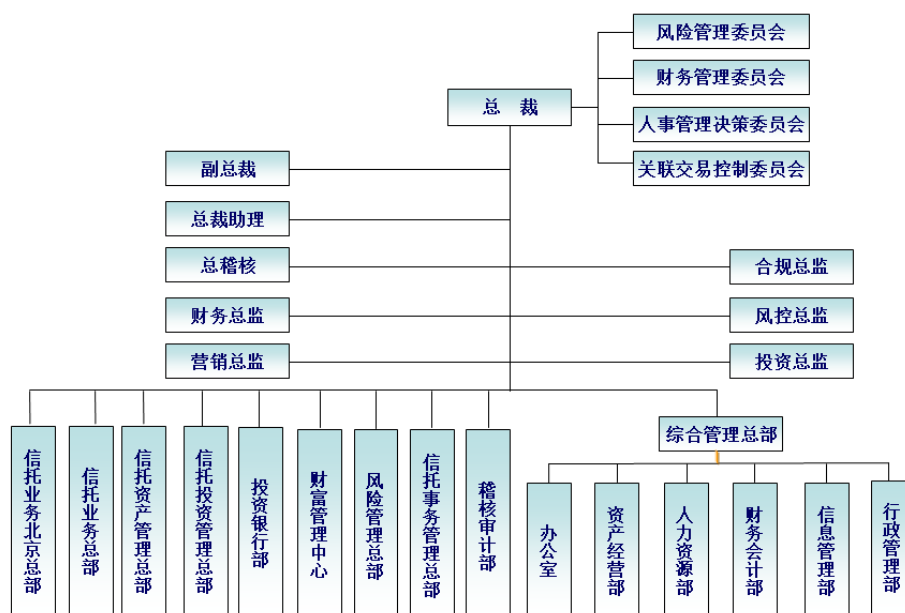 风险管理委员会
财务管理委员会
总 裁
人事管理决策委员会
关联交易控制委员会
副总裁
总裁助理
总稽核
合规总监
财务总监
风控总监
营销总监
投资总监
信托业务北京总部
信托业务总部
信托资产管理总部
信托投资管理总部
投资银行部
财富管理中心
风险管理总部
信托事务管理总部
稽核审计部
综合管理总部
办公室
资产经营部
人力资源部
财务会计部
信息管理部
行政管理部